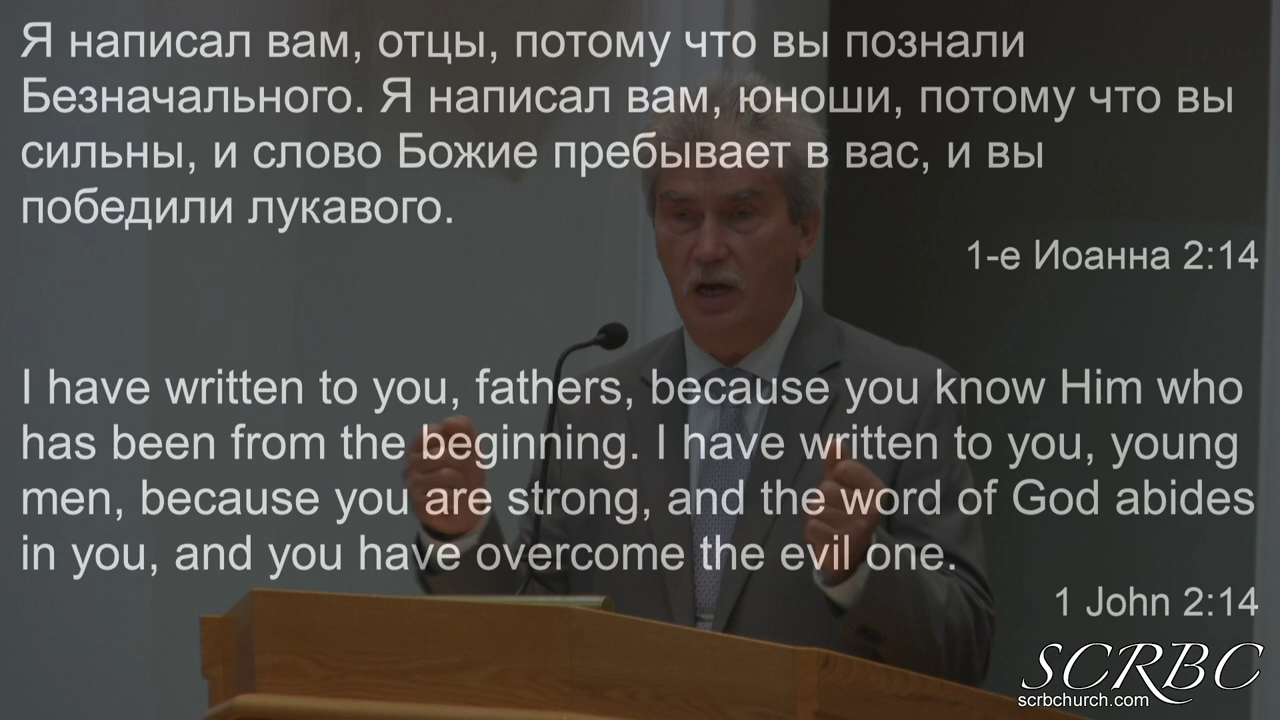 Я написал вам, отцы, потому что вы познали
Безначального. Я написал вам, юноши, потому что вы
сильны, и слово Божие пребывает в вас, и вы
победили лукавого.
1-е Иоанна 2:14
I have written to you, fathers, because you know Him who
has been from the beginning. I have written to you, young
men, because you are strong, and the word of God abides
in you, and you have overcome the evil one.
1 John 2:14
SCRBC
scrbchurch.com